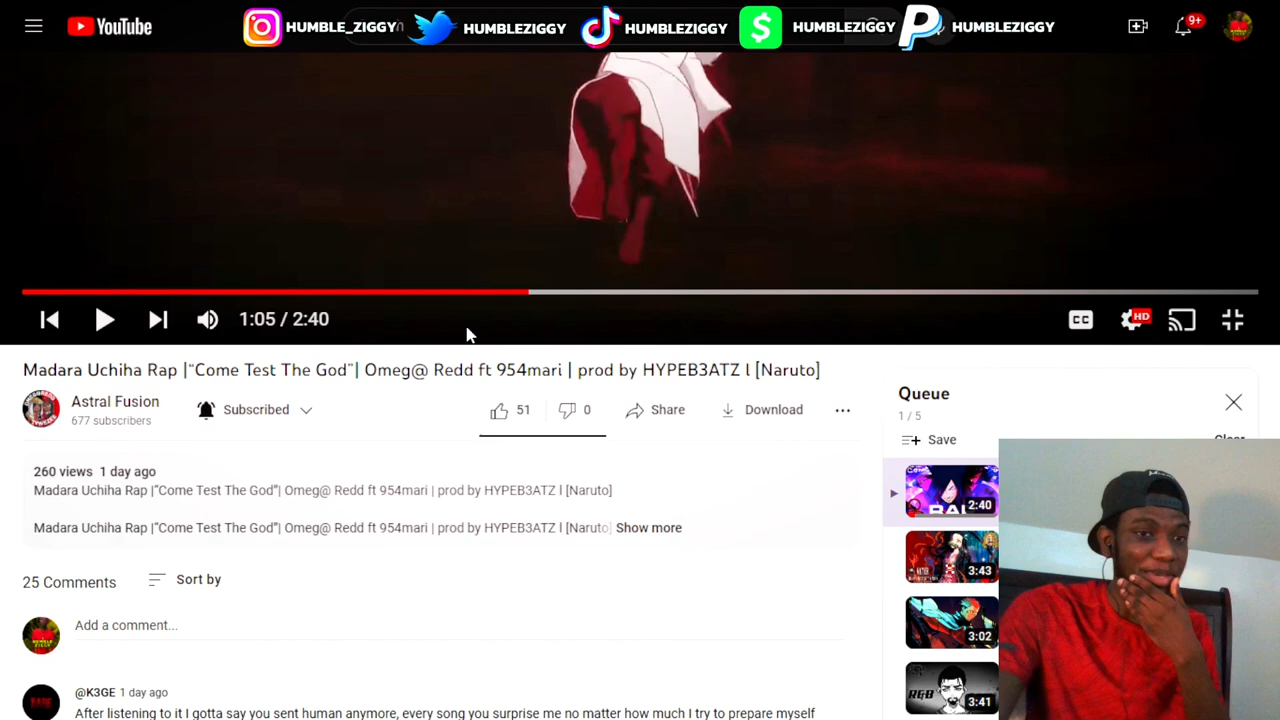 YouTube
HUMBLE_ZIGGY
HUMBLEZIGGY
HUMBLEZIGGY
HUMBLEZIGGY
HUMBLEZIGGY
9+
1:05 / 2:40
CC
HD
Madara Uchiha Rap |"Come Test The God"| Omeg@ Redd ft 954mari | prod by HYPEB3ATZ l [Naruto]
Astral Fusion
677 subscribers
Subscribed
51
0
Share
Download
Queue
1 / 5
Save
260 views 1 day ago
Madara Uchiha Rap |"Come Test The God"| Omeg@ Redd ft 954mari | prod by HYPEB3ATZ l [Naruto]
Madara Uchiha Rap |"Come Test The God"| Omeg@ Redd ft 954mari | prod by HYPEB3ATZ l [Naruto] Show more
2:40
3:43
3:02
R&B
3:41
25 Comments
Sort by
Add a comment...
@K3GE 1 day ago
After listening to it I gotta say you sent human anymore, every song you surprise me no matter how much I try to prepare myself